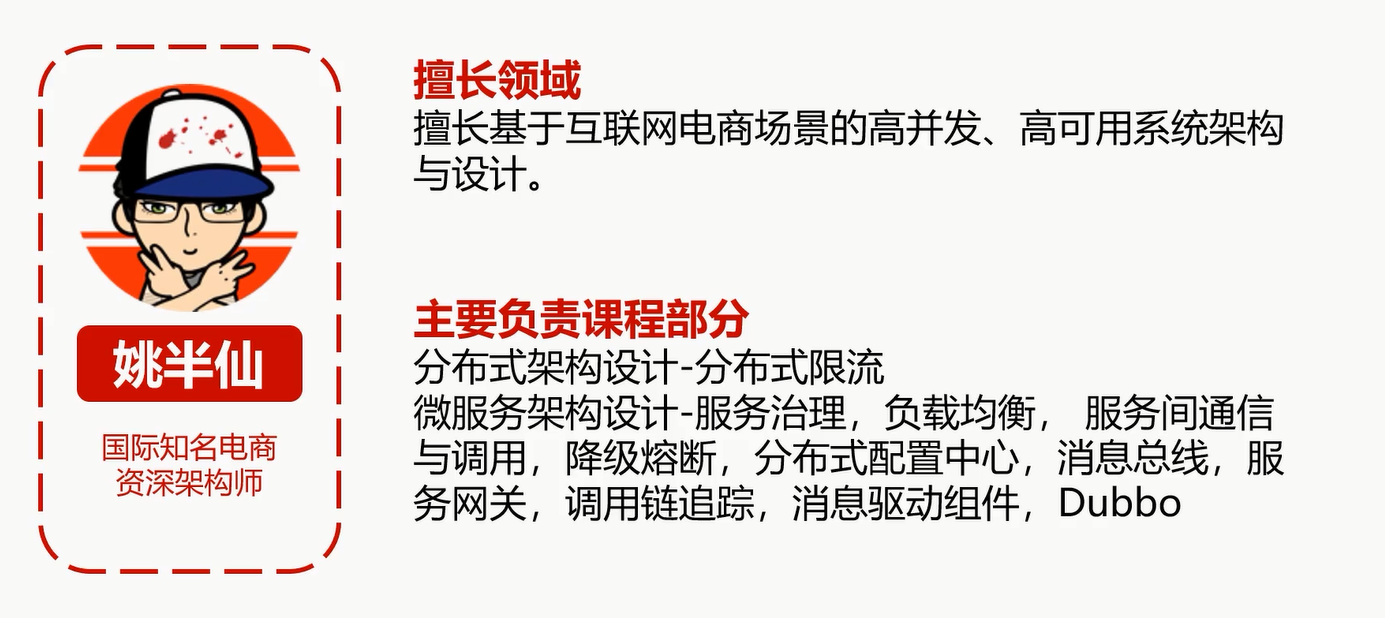 姚半仙
国际知名电商
资深架构师
擅长领域
擅长基于互联网电商场景的高并发、高可用系统架构
与设计。
主要负责课程部分
分布式架构设计-分布式限流
微服务架构设计-服务治理，负载均衡， 服务间通信
与调用，降级熔断，分布式配置中心，消息总线，服
务网关，调用链追踪，消息驱动组件，Dubbo